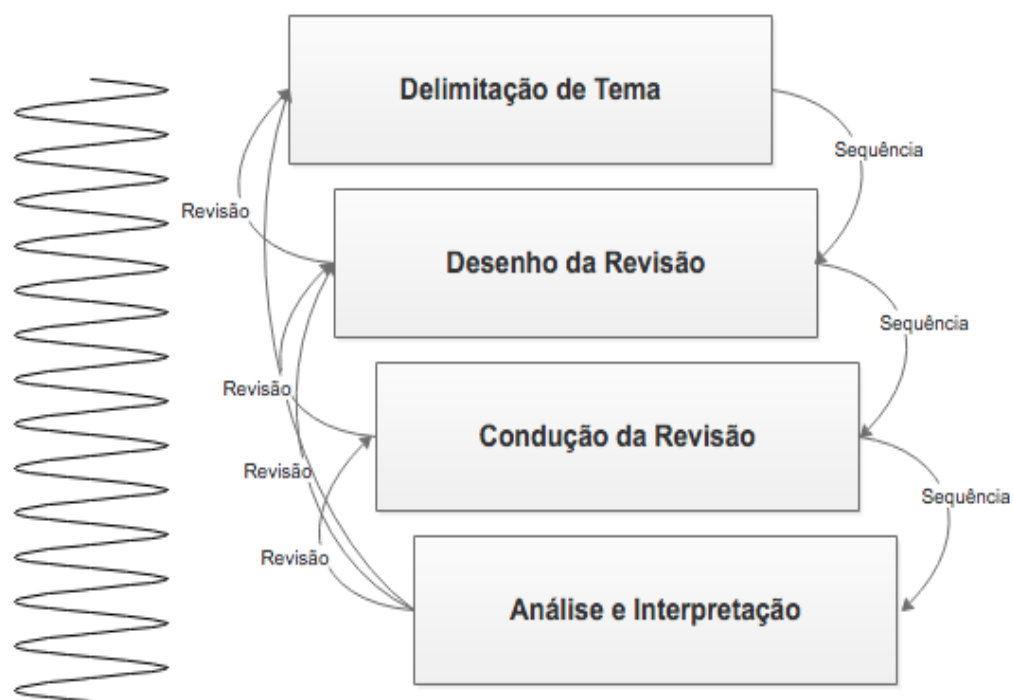 Delimitação de Tema
Sequência
Revisão
Desenho da Revisão
Sequência
Revisão
Condução da Revisão
Revisão
Sequência
Revisão
Análise e Interpretação